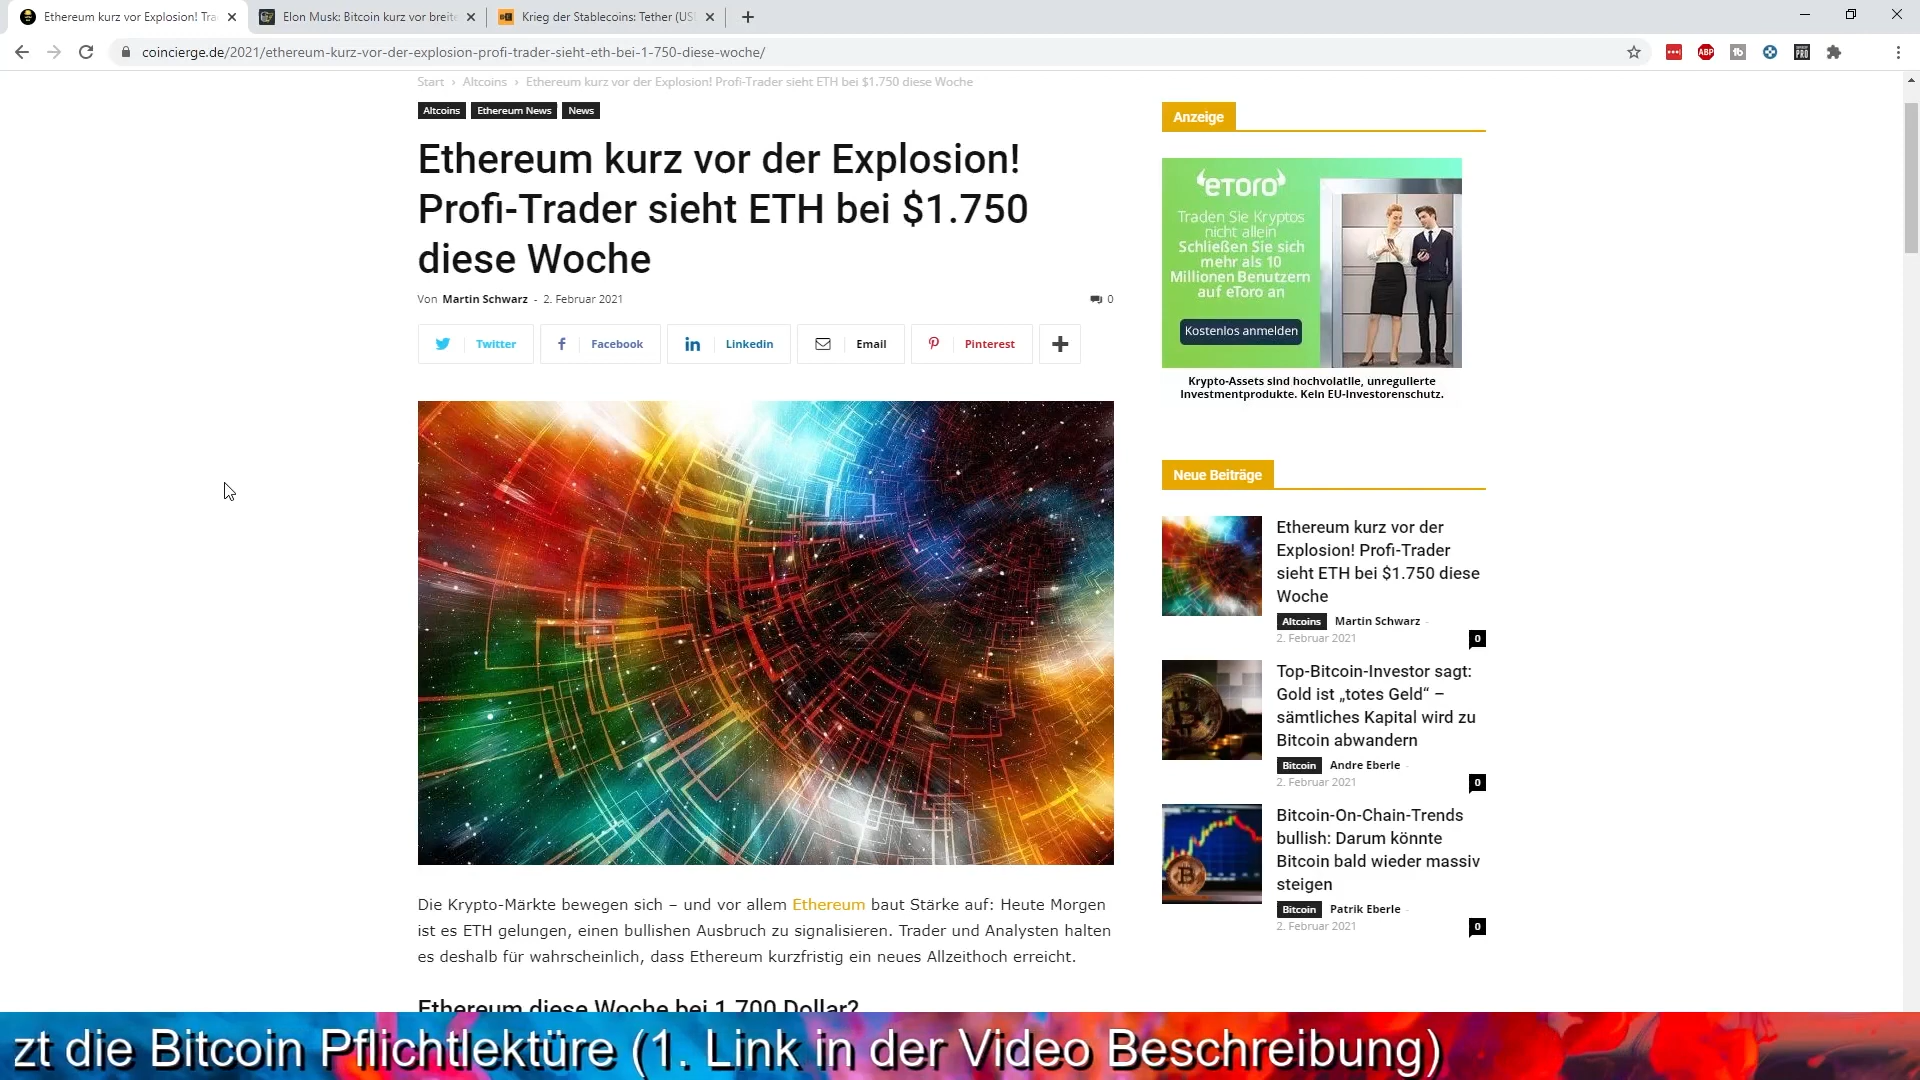 Ethereum kurz vor Explosion! Tra
Elon Musk: Bitcoin kurz vor breite
Krieg der Stablecoins: Tether (US
coincierge.de/2021/ethereum-kurz-vor-der-explosion-profi-trader-sieht-eth-bei-1-750-diese-woche/
Start › Altcoins › Ethereum kurz vor der Explosion! Profi-Trader sieht ETH bei $1.750 diese Woche
Altcoins Ethereum News News
Ethereum kurz vor der Explosion!
Profi-Trader sieht ETH bei $1.750
diese Woche
Von Martin Schwarz - 2. Februar 2021
0
Twitter
Facebook
Linkedin
Email
Pinterest
Die Krypto-Märkte bewegen sich – und vor allem Ethereum baut Stärke auf: Heute Morgen
ist es ETH gelungen, einen bullishen Ausbruch zu signalisieren. Trader und Analysten halten
es deshalb für wahrscheinlich, dass Ethereum kurzfristig ein neues Allzeithoch erreicht.
Ethereum diese Woche bei 1.700 Dollar?
Anzeige
eToro
Traden Sie Kryptos
nicht allein
Schließen Sie sich
mehr als 10
Millionen Benutzern
auf eToro an
Kostenlos anmelden
Krypto-Assets sind hochvolatile, unregulierte
Investmentprodukte. Kein EU-Investorenschutz.
Neue Beiträge
Ethereum kurz vor der
Explosion! Profi-Trader
sieht ETH bei $1.750 diese
Woche
Altcoins Martin Schwarz -
2. Februar 2021
0
Top-Bitcoin-Investor sagt:
Gold ist „totes Geld“ –
sämtliches Kapital wird zu
Bitcoin abwandern
Bitcoin Andre Eberle -
2. Februar 2021
0
Bitcoin-On-Chain-Trends
bullish: Darum könnte
Bitcoin bald wieder massiv
steigen
Bitcoin Patrik Eberle -
2. Februar 2021
0
ABP
PRO
zt die Bitcoin Pflichtlektüre (1. Link in der Video Beschreibung)